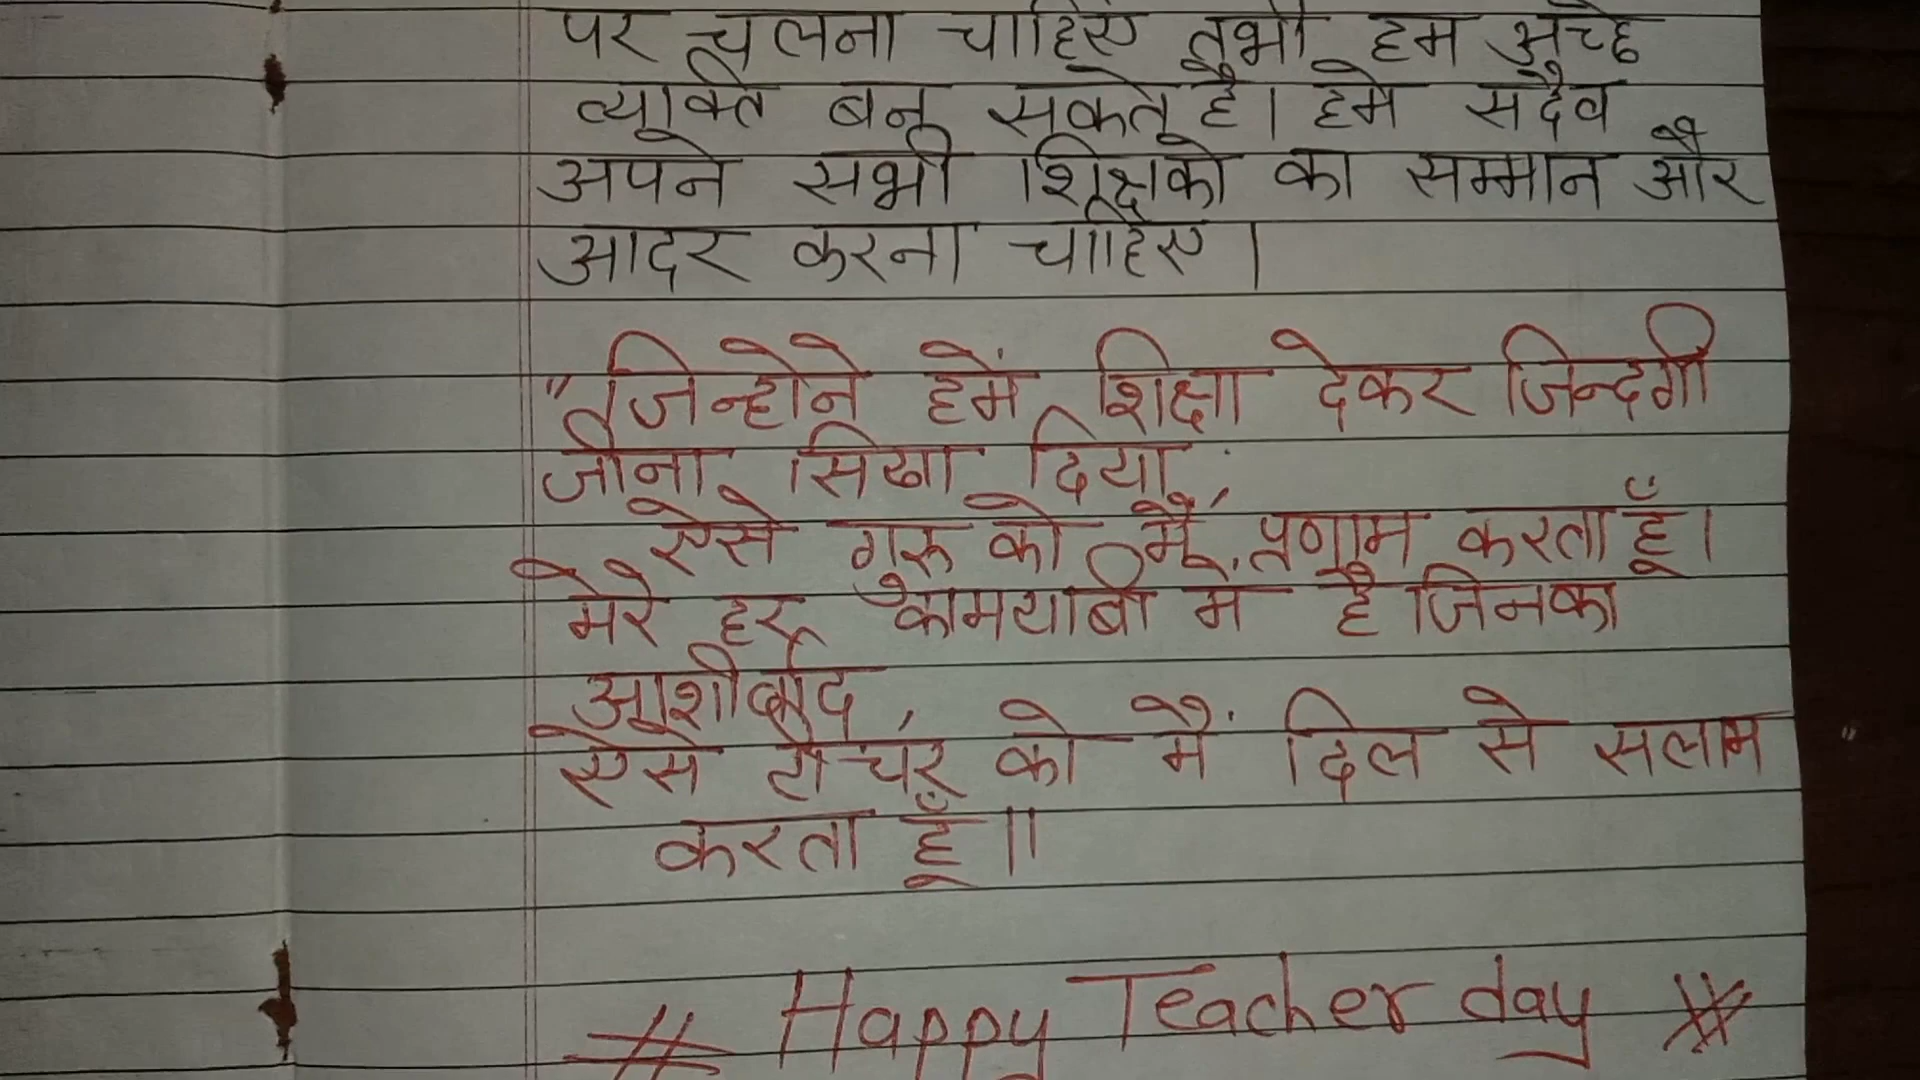 पर चलना चाहिए तभी हम अच्छे
व्यक्ति बन सकते है। हमे सदैव
अपने सभी शिक्षको का सम्मान और
आदर करना चाहिए।
"जिन्होने हमें शिक्षा देकर जिन्दगी
जीना सिखा दिया,
ऐसे गुरु को मैं प्रणाम करता हूँ।
मेरे हर कामयाबी मे है जिनका
आशीर्वाद,
ऐसे टीचर को मैं दिल से सलाम
करता हूँ॥
# Happy Teacher day #